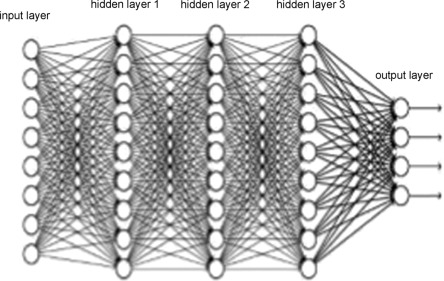 hidden layer 1
hidden layer 2
hidden layer 3
input layer
output layer